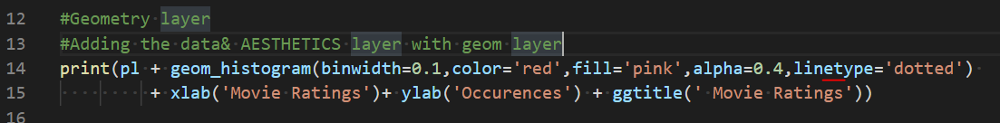 12 #Geometry layer
13 #Adding the data& AESTHETICS layer with geom layer
14 print(pl + geom_histogram(binwidth=0.1,color='red',fill='pink',alpha=0.4,linetype='dotted')
15 + xlab('Movie Ratings')+ ylab('Occurences') + ggtitle(' Movie Ratings'))
16